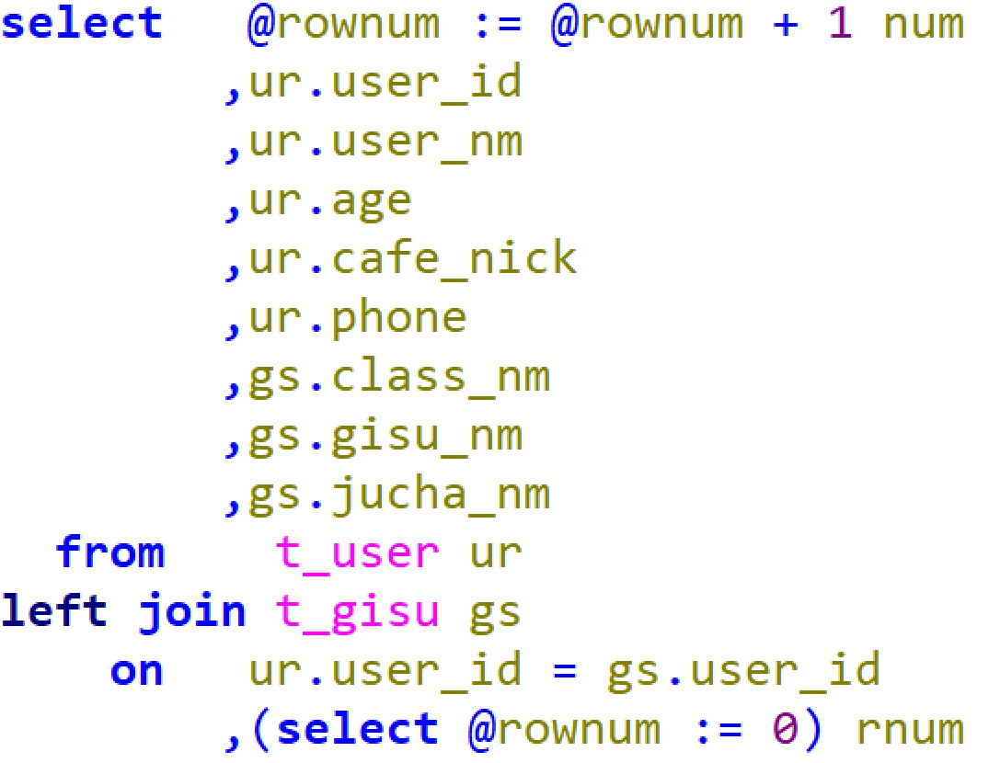 select   @rownum := @rownum + 1 num
        ,ur.user_id
        ,ur.user_nm
        ,ur.age
        ,ur.cafe_nick
        ,ur.phone
        ,gs.class_nm
        ,gs.gisu_nm
        ,gs.jucha_nm
  from    t_user ur
left join t_gisu gs
    on   ur.user_id = gs.user_id
        ,(select @rownum := 0) rnum